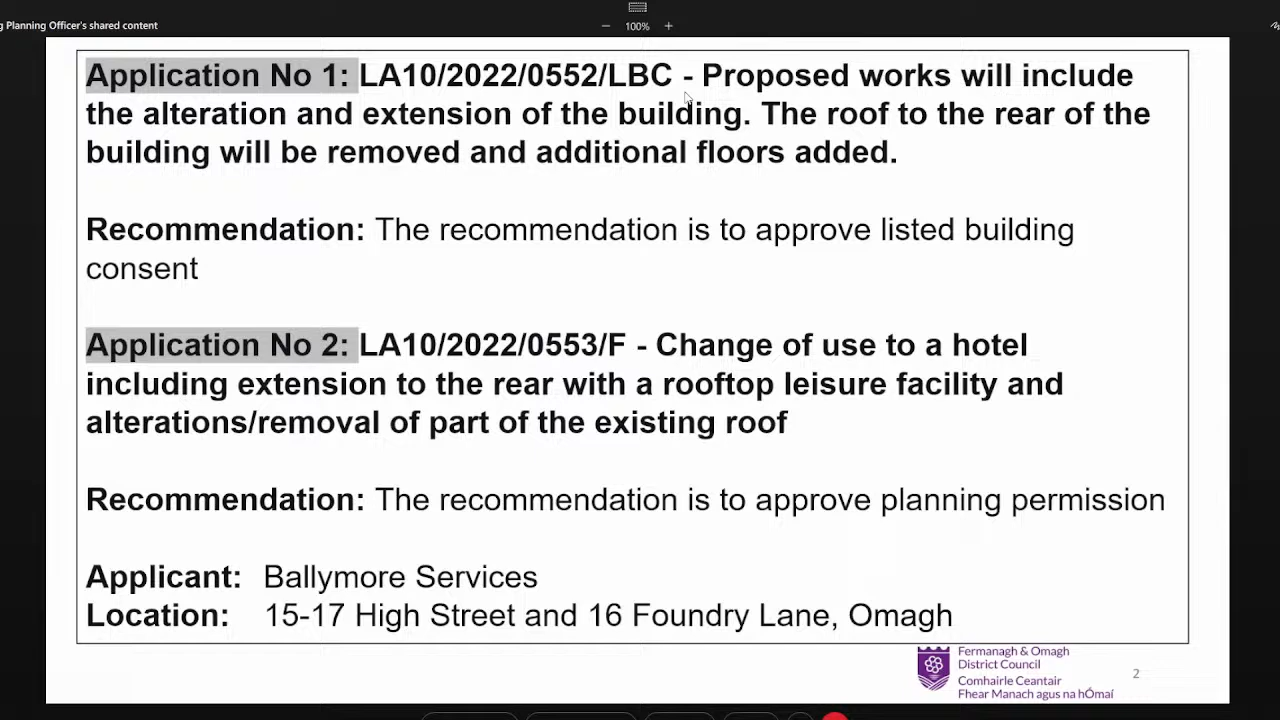 g Planning Officer's shared content
100%
Application No 1: LA10/2022/0552/LBC - Proposed works will include
the alteration and extension of the building. The roof to the rear of the
building will be removed and additional floors added.
Recommendation: The recommendation is to approve listed building
consent
Application No 2: LA10/2022/0553/F - Change of use to a hotel
including extension to the rear with a rooftop leisure facility and
alterations/removal of part of the existing roof
Recommendation: The recommendation is to approve planning permission
Applicant: Ballymore Services
Location: 15-17 High Street and 16 Foundry Lane, Omagh
Fermanagh & Omagh
District Council
Comhairle Ceantair
Fhear Manach agus na hÓmaí
2